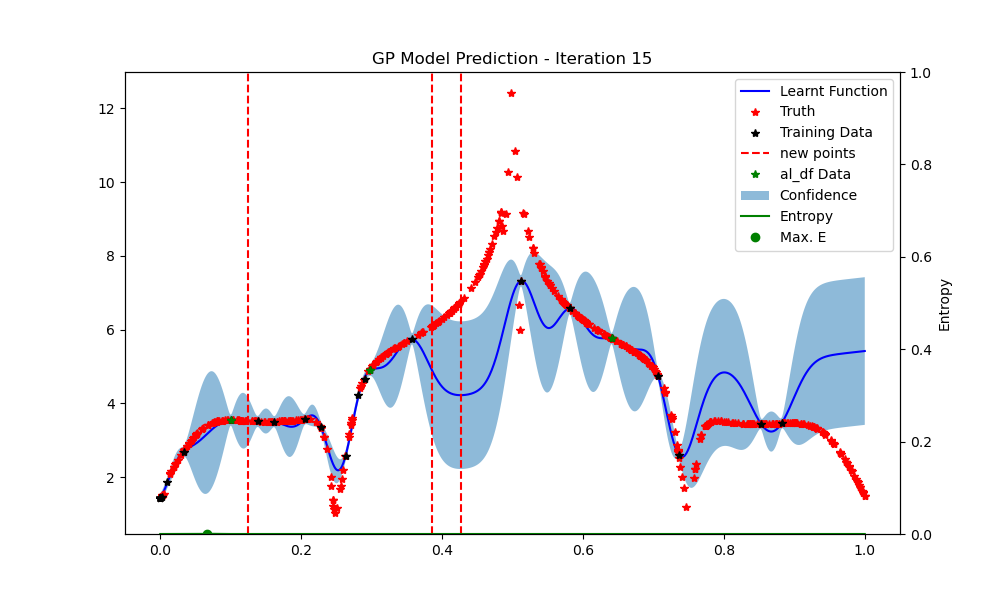 GP Model Prediction - Iteration 15
12
10
8
6
4
2
0.0
0.2
0.4
0.6
0.8
1.0
1.0
0.8
0.6
0.4
0.2
0.0
Entropy
Learnt Function
Truth
Training Data
new points
al_df Data
Confidence
Entropy
Max. E